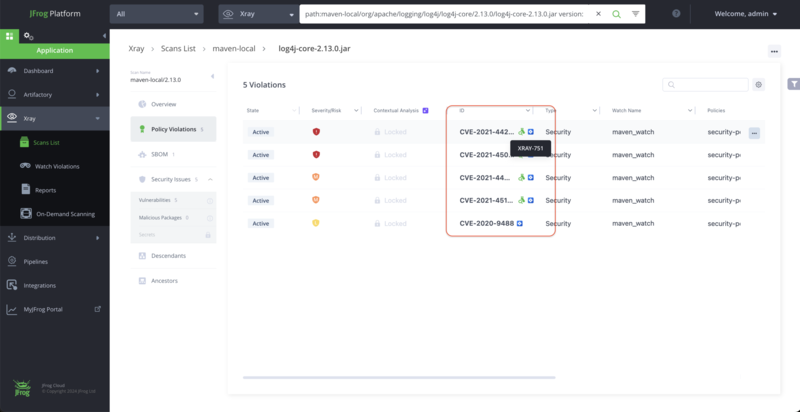 JFrog Platform
All
Xray
path:maven-local/org/apache/logging/log4j/log4j-core/2.13.0/log4j-core-2.13.0.jar version:
Welcome, admin
Application
Dashboard
Artifactory
Xray
Scans List
Watch Violations
Reports
On-Demand Scanning
Distribution
Pipelines
Integrations
MyJFrog Portal
JFrog
JFrog Cloud
© Copyright 2024 JFrog Ltd
Xray > Scans List > maven-local > log4j-core-2.13.0.jar
Scan Name
maven-local/2.13.0
Overview
Policy Violations 5
SBOM 1
Security Issues 5
Vulnerabilities 5
Malicious Packages 0
Secrets
Descendants
Ancestors
5 Violations
State Severity/Risk Contextual Analysis ID Type Watch Name Policies
Active Locked CVE-2021-442... Security maven_watch security-p
XRAY-751
Active Locked CVE-2021-450... Security maven_watch security-p
Active Locked CVE-2021-44... Security maven_watch security-p
Active Locked CVE-2021-451... Security maven_watch security-p
Active Locked CVE-2020-9488 Security maven_watch security-p